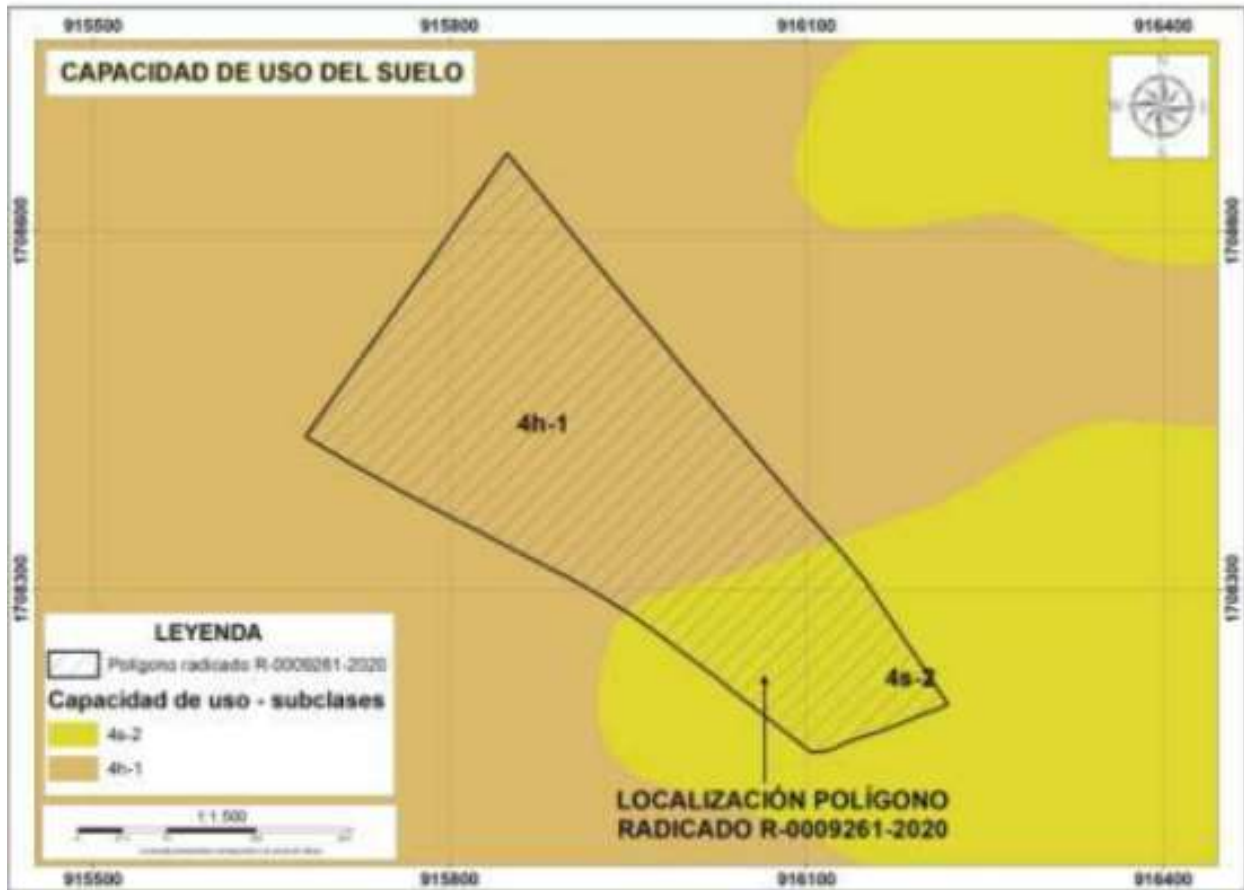 915500 915800 916100 916400
CAPACIDAD DE USO DEL SUELO
1708600 1708600
4h-1
1708300 1708300
4s-2
LEYENDA
Polígono radicado R-0009261-2020
Capacidad de uso - subclases
4s-2
4h-1
1:1.500
LOCALIZACIÓN POLÍGONO
RADICADO R-0009261-2020
915500 915800 916100 916400